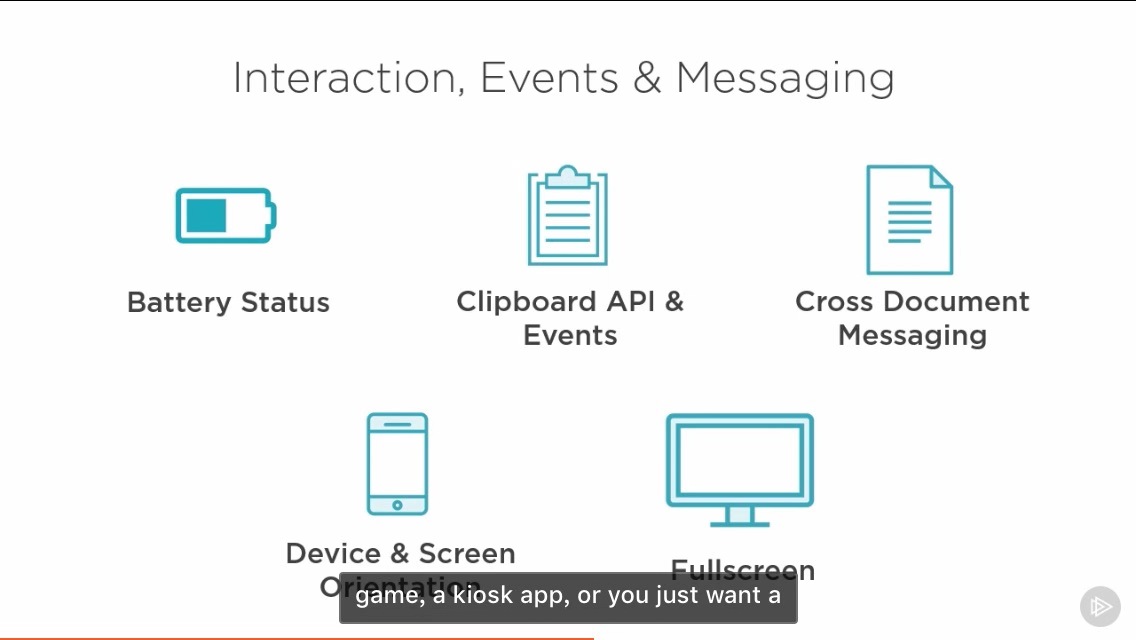 Interaction, Events & Messaging
Battery Status
Clipboard API &
Events
Cross Document
Messaging
Device & Screen
Orientation
Fullscreen
game, a kiosk app, or you just want a